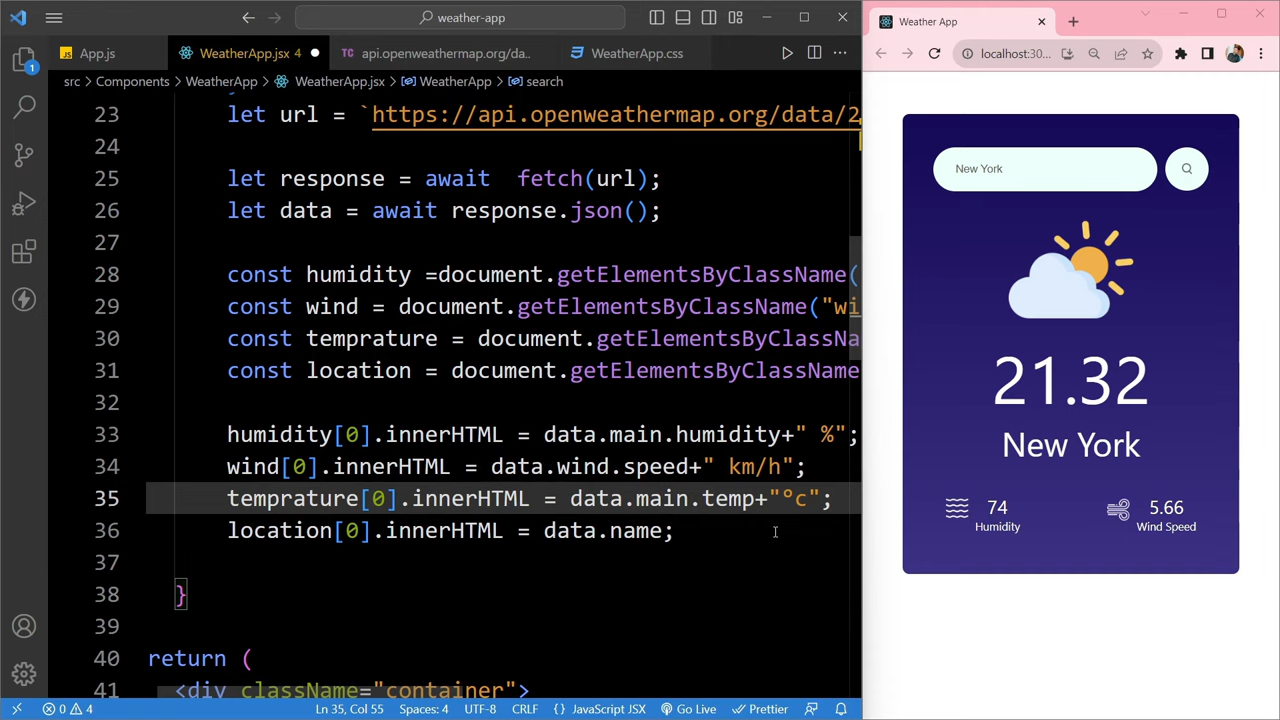 weather-app
App.js
WeatherApp.jsx 4
api.openweathermap.org/da...
WeatherApp.css
src > Components > WeatherApp > WeatherApp.jsx > WeatherApp > search
23 let url = `https://api.openweathermap.org/data/2
24
25 let response = await  fetch(url);
26 let data = await response.json();
27
28 const humidity =document.getElementsByClassName(
29 const wind = document.getElementsByClassName("wi
30 const temprature = document.getElementsByClassNa
31 const location = document.getElementsByClassName
32
33 humidity[0].innerHTML = data.main.humidity+" %";
34 wind[0].innerHTML = data.wind.speed+" km/h";
35 temprature[0].innerHTML = data.main.temp+"°c";
36 location[0].innerHTML = data.name;
37
38 }
39
40 return (
41 <div className="container">
1
0 4
Ln 35, Col 55
Spaces: 4
UTF-8
CRLF
{} JavaScript JSX
Go Live
Prettier
Weather App
localhost:30...
New York
21.32
New York
74
Humidity
5.66
Wind Speed